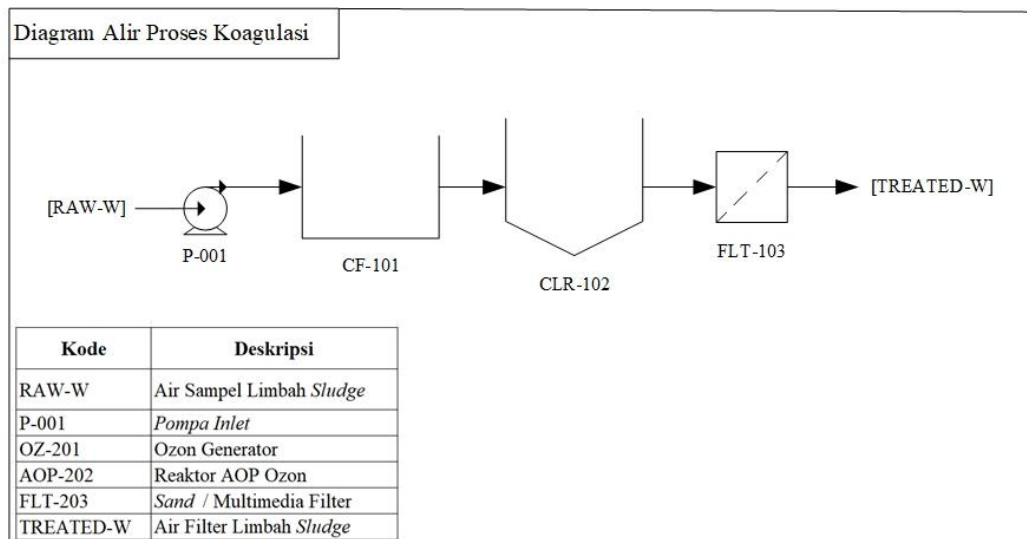 Diagram Alir Proses Koagulasi
[RAW-W]
P-001
CF-101
CLR-102
FLT-103
[TREATED-W]
Kode Deskripsi
RAW-W Air Sampel Limbah Sludge
P-001 Pompa Inlet
OZ-201 Ozon Generator
AOP-202 Reaktor AOP Ozon
FLT-203 Sand / Multimedia Filter
TREATED-W Air Filter Limbah Sludge